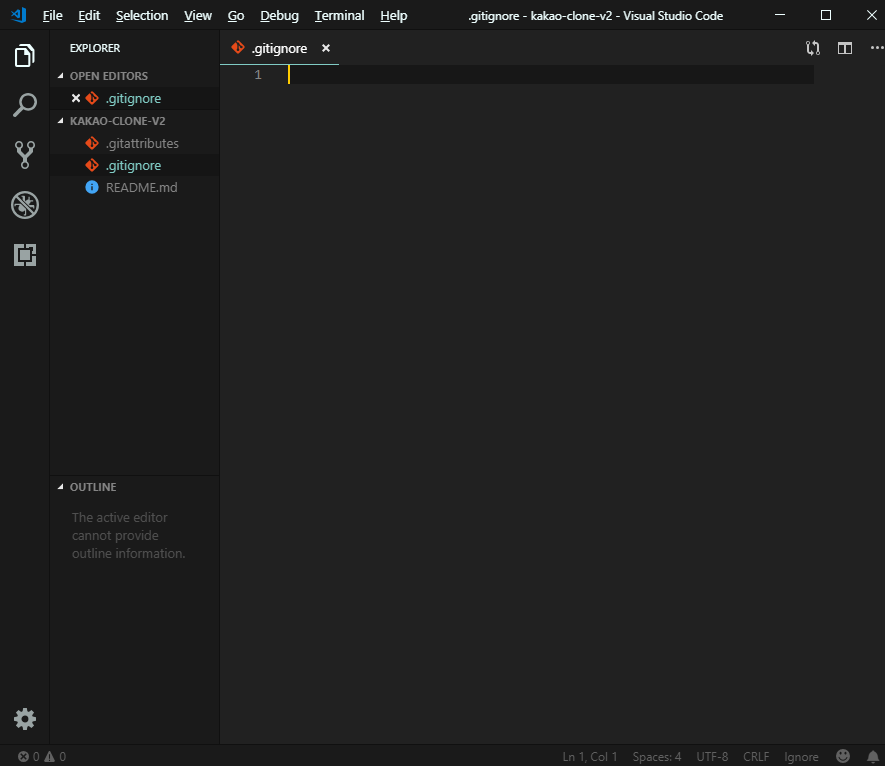 File Edit Selection View Go Debug Terminal Help .gitignore - kakao-clone-v2 - Visual Studio Code
EXPLORER
OPEN EDITORS
.gitignore
KAKAO-CLONE-V2
.gitattributes
.gitignore
README.md
OUTLINE
The active editor
cannot provide
outline information.
.gitignore
1
0 0 Ln 1, Col 1 Spaces: 4 UTF-8 CRLF Ignore